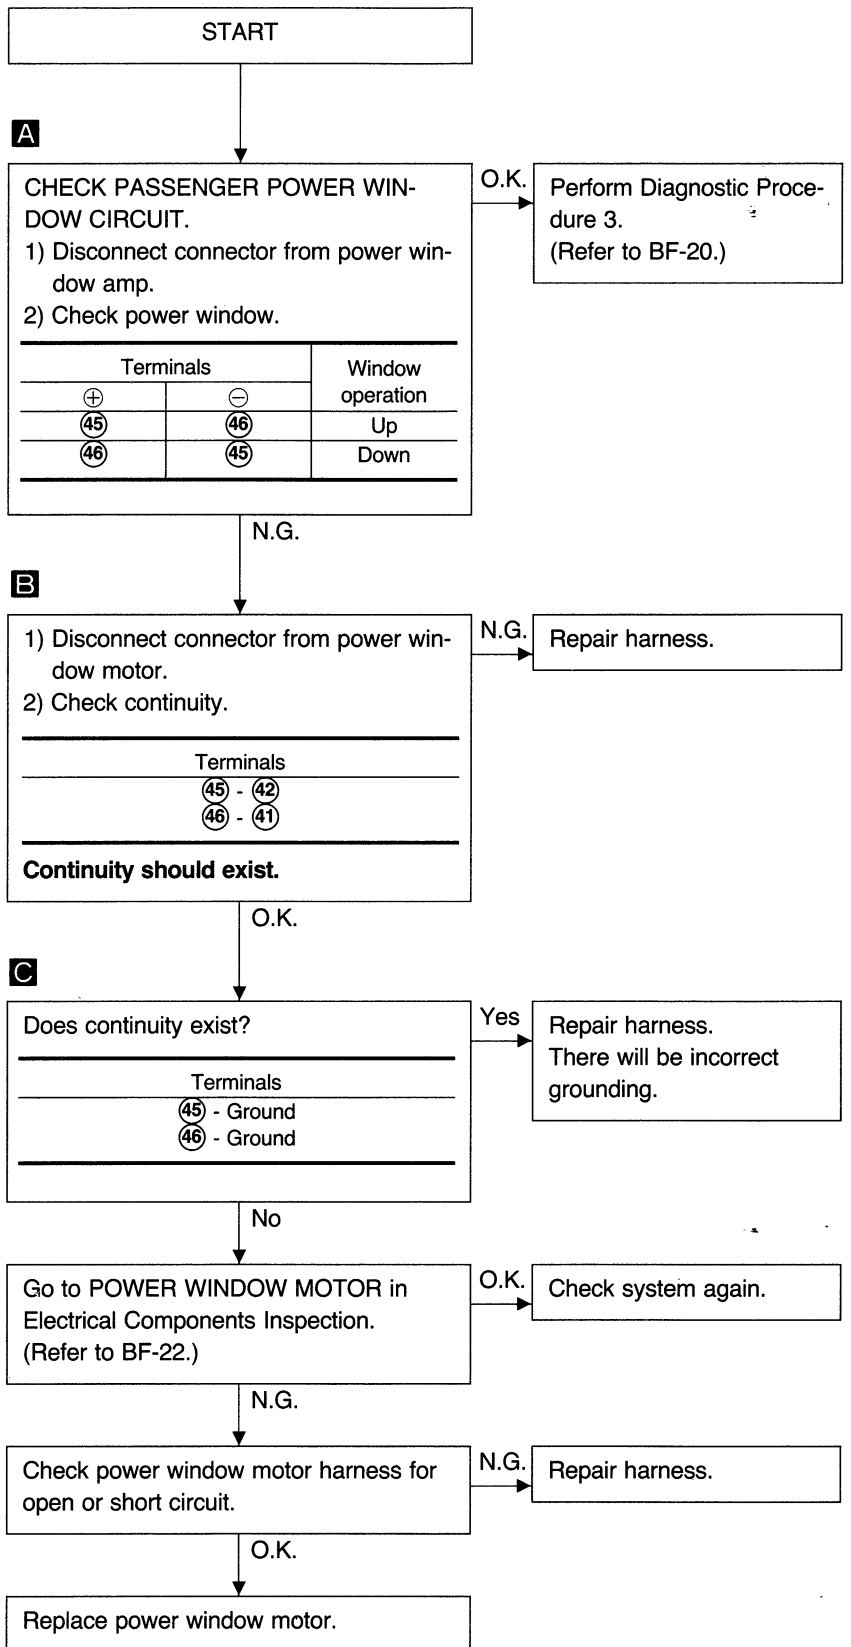 START
A
CHECK PASSENGER POWER WIN-
DOW CIRCUIT.
1) Disconnect connector from power win-
dow amp.
2) Check power window.
Terminals
Window
operation
⊕ ⊖
45 46 Up
46 45 Down
O.K.
Perform Diagnostic Proce-
dure 3.
(Refer to BF-20.)
N.G.
B
1) Disconnect connector from power win-
dow motor.
2) Check continuity.
Terminals
45 - 42
46 - 41
Continuity should exist.
N.G.
Repair harness.
O.K.
C
Does continuity exist?
Terminals
45 - Ground
46 - Ground
Yes
Repair harness.
There will be incorrect
grounding.
No
Go to POWER WINDOW MOTOR in
Electrical Components Inspection.
(Refer to BF-22.)
O.K.
Check system again.
N.G.
Check power window motor harness for
open or short circuit.
N.G.
Repair harness.
O.K.
Replace power window motor.